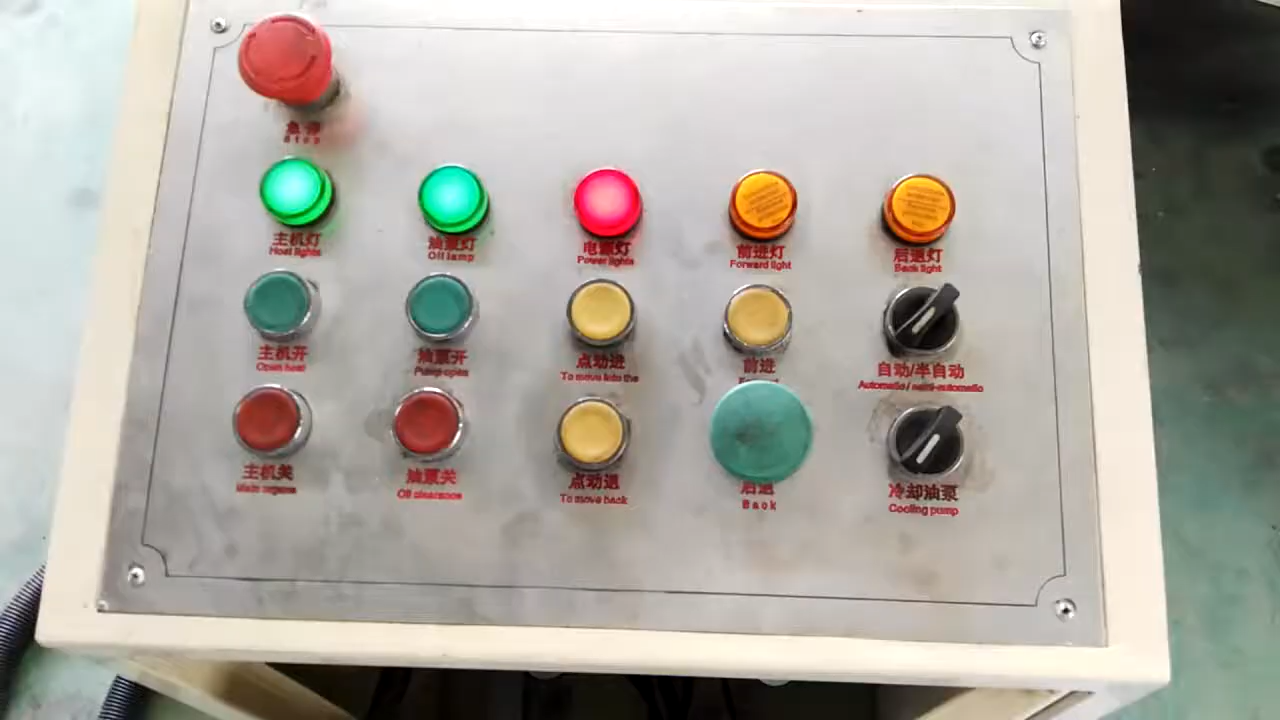 急停
Stop
主机灯
Host lights
油泵灯
Oil lamp
电源灯
Power lights
前进灯
Forward light
后退灯
Back light
主机开
Open host
油泵开
Pump open
点动进
To move into the
前进
自动/半自动
Automatic / semi-automatic
主机关
Main organs
油泵关
Oil clearance
点动退
To move back
后退
Back
冷却油泵
Cooling pump